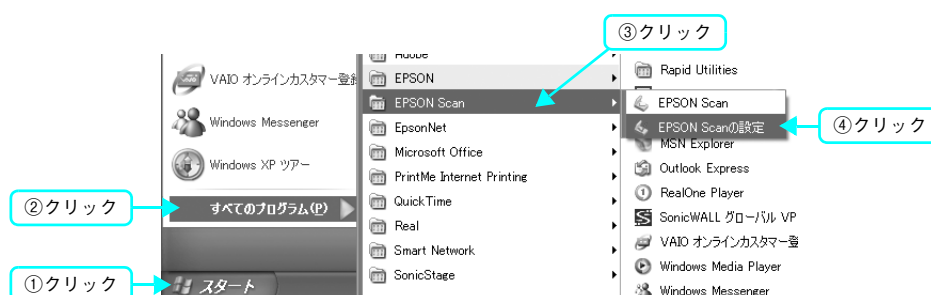 ③クリック
VAIO オンラインカスタマー登録
Windows Messenger
Windows XP ツアー
すべてのプログラム(P)
②クリック
スタート
①クリック
Adobe
EPSON
EPSON Scan
EpsonNet
Microsoft Office
PrintMe Internet Printing
QuickTime
Real
Smart Network
SonicStage
Rapid Utilities
EPSON Scan
EPSON Scanの設定
④クリック
MSN Explorer
Outlook Express
RealOne Player
SonicWALL グローバル VP
VAIO オンラインカスタマー登
Windows Media Player
Windows Messenger